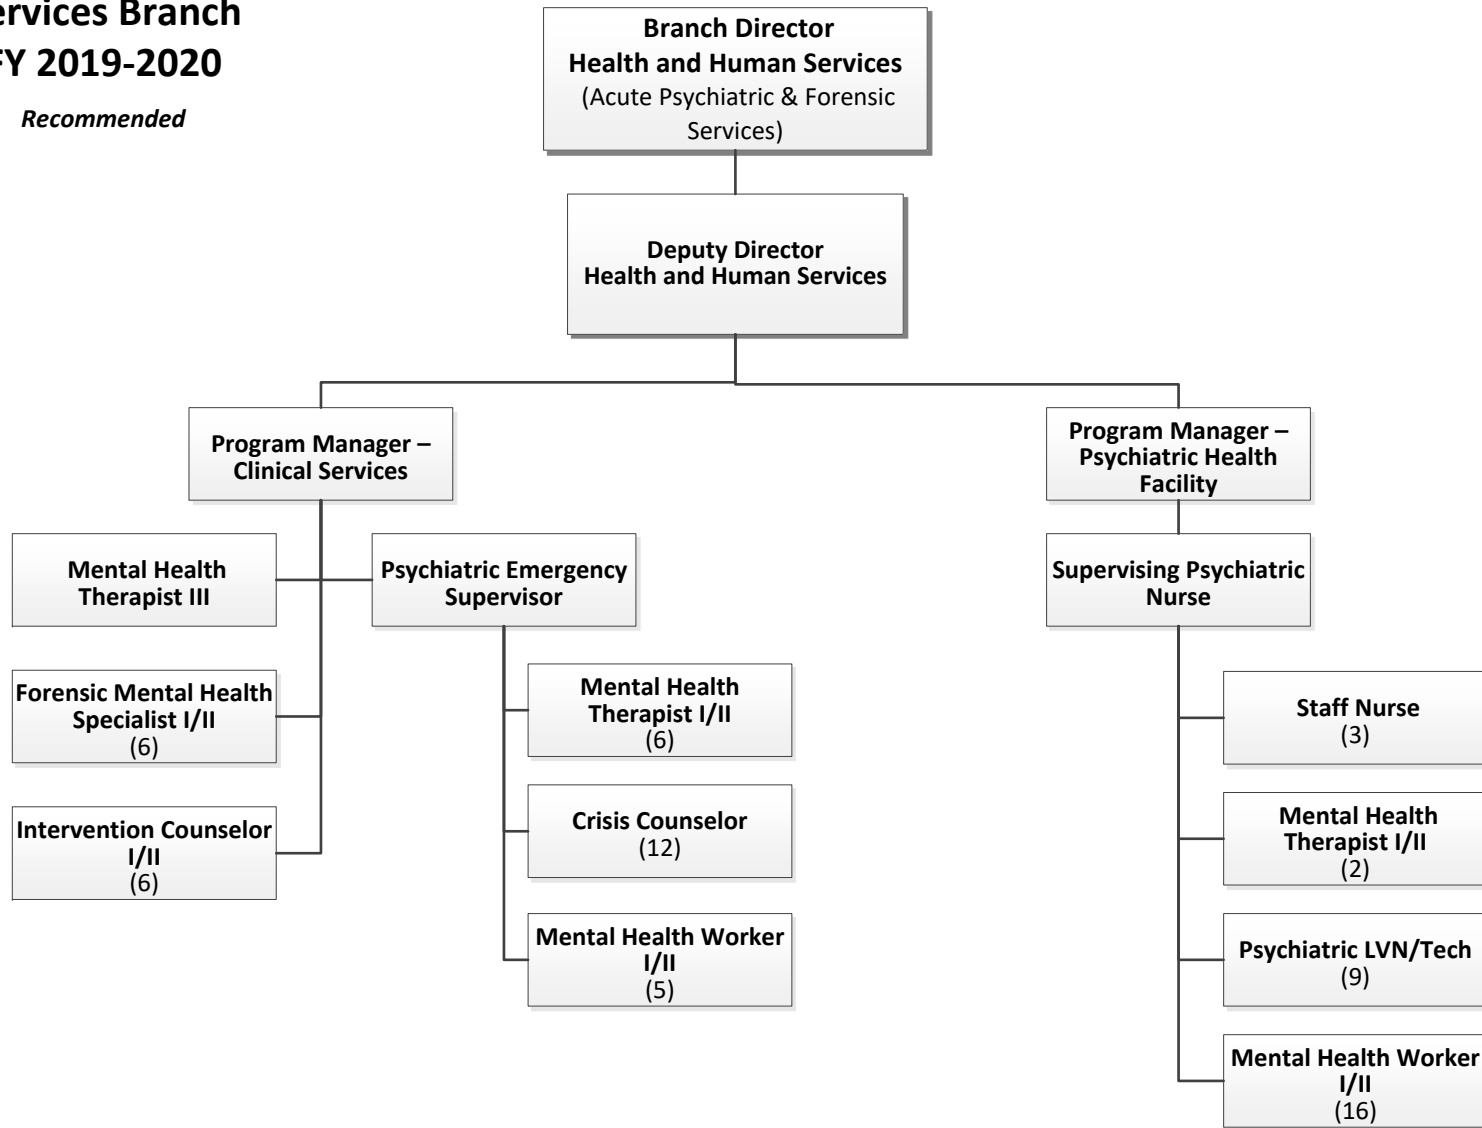 Services Branch
FY 2019-2020
Recommended
Branch Director
Health and Human Services
(Acute Psychiatric & Forensic
Services)
Deputy Director
Health and Human Services
Program Manager –
Clinical Services
Program Manager –
Psychiatric Health
Facility
Mental Health
Therapist III
Psychiatric Emergency
Supervisor
Supervising Psychiatric
Nurse
Forensic Mental Health
Specialist I/II
(6)
Intervention Counselor
I/II
(6)
Mental Health
Therapist I/II
(6)
Crisis Counselor
(12)
Mental Health Worker
I/II
(5)
Staff Nurse
(3)
Mental Health
Therapist I/II
(2)
Psychiatric LVN/Tech
(9)
Mental Health Worker
I/II
(16)